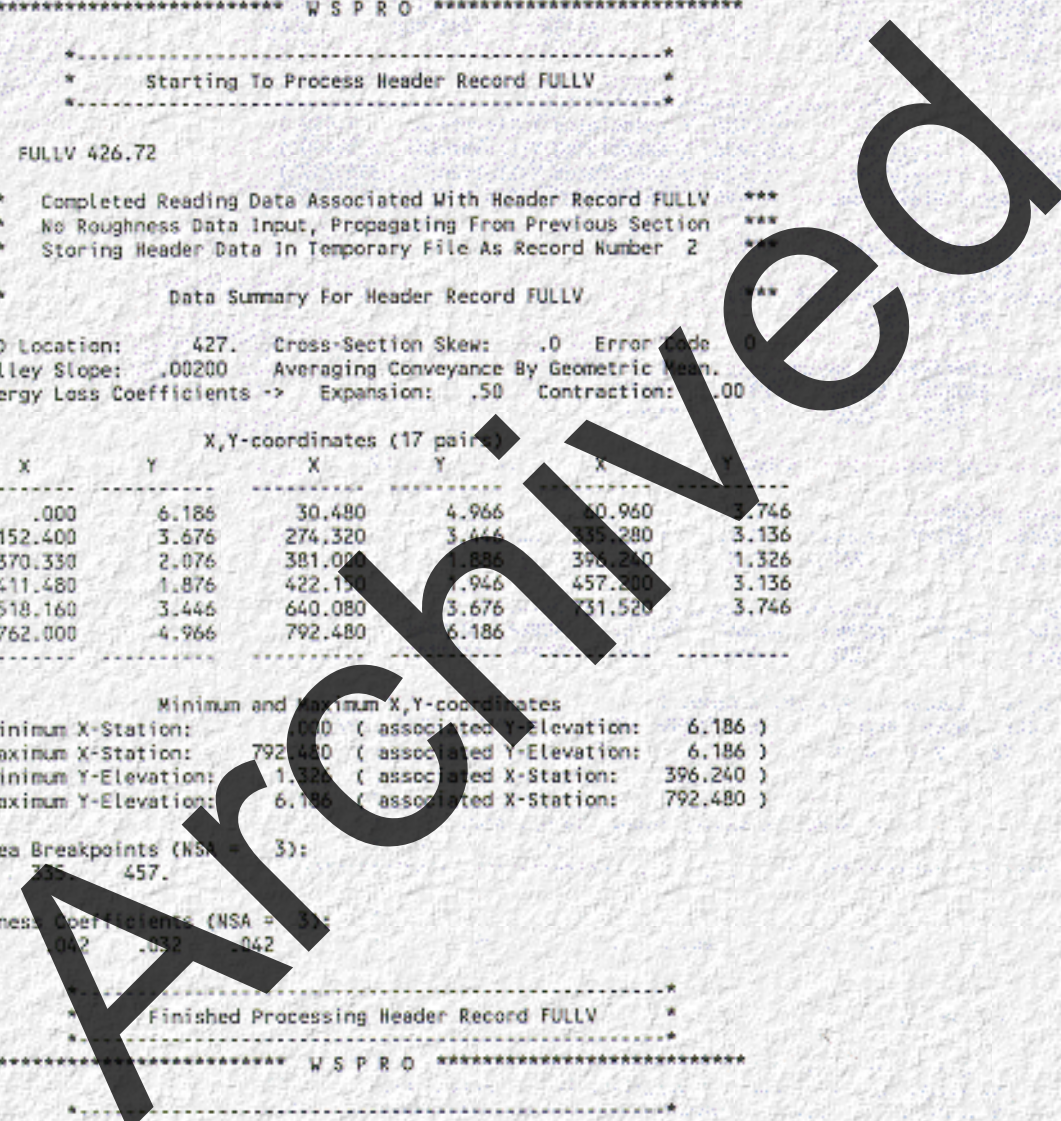 ************************* W S P R O ****************************
*------------------------------------------------------*
* Starting To Process Header Record FULLV *
*------------------------------------------------------*
FULLV 426.72
* Completed Reading Data Associated With Header Record FULLV ***
* No Roughness Data Input, Propagating From Previous Section ***
* Storing Header Data In Temporary File As Record Number 2 ***
* Data Summary For Header Record FULLV ***
Location: 427. Cross-Section Skew: .0 Error Code 0
lley Slope: .00200 Averaging Conveyance By Geometric Mean.
ergy Loss Coefficients -> Expansion: .50 Contraction: .00
X,Y-coordinates (17 pairs)
X Y X Y X Y
.000 6.186 30.480 4.966 60.960 3.746
152.400 3.676 274.320 3.446 335.280 3.136
370.330 2.076 381.000 1.886 396.240 1.326
411.480 1.876 422.150 1.946 457.200 3.136
518.160 3.446 640.080 3.676 731.520 3.746
762.000 4.966 792.480 6.186
Minimum and Maximum X,Y-coordinates
inimum X-Station: .000 ( associated Y-Elevation: 6.186 )
aximum X-Station: 792.480 ( associated Y-Elevation: 6.186 )
inimum Y-Elevation: 1.326 ( associated X-Station: 396.240 )
aximum Y-Elevation: 6.186 ( associated X-Station: 792.480 )
ea Breakpoints (NSA = 3):
335. 457.
ness Coefficients (NSA = 3):
.042 .032 .042
*------------------------------------------------------*
* Finished Processing Header Record FULLV *
*------------------------------------------------------*
************************* W S P R O ****************************
*------------------------------------------------------*
Archived